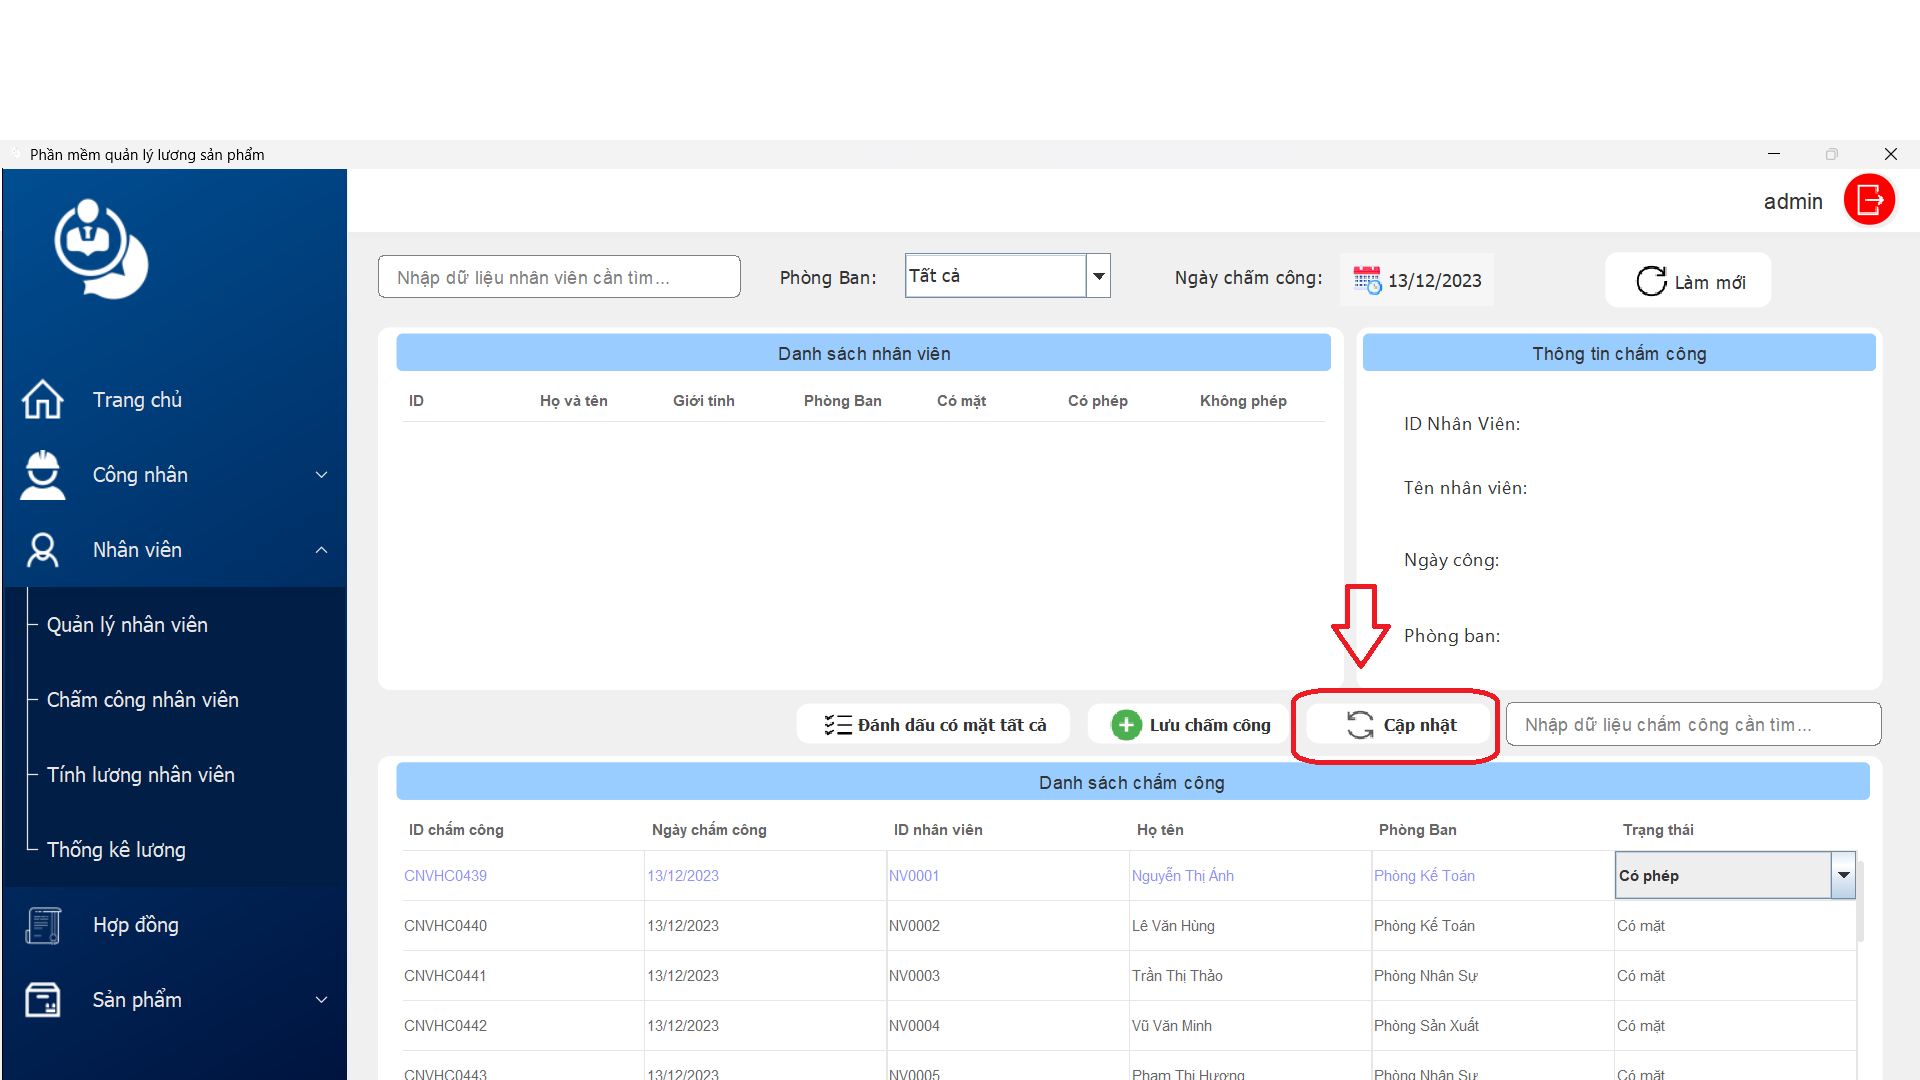 Phần mềm quản lý lương sản phẩm
admin
Nhập dữ liệu nhân viên cần tìm...
Phòng Ban:
Tất cả
Ngày chấm công:
13/12/2023
Làm mới
Danh sách nhân viên
Thông tin chấm công
ID Họ và tên Giới tính Phòng Ban Có mặt Có phép Không phép
ID Nhân Viên:
Tên nhân viên:
Ngày công:
Phòng ban:
Trang chủ
Công nhân
Nhân viên
Quản lý nhân viên
Chấm công nhân viên
Tính lương nhân viên
Thống kê lương
Hợp đồng
Sản phẩm
Đánh dấu có mặt tất cả
Lưu chấm công
Cập nhật
Nhập dữ liệu chấm công cần tìm...
Danh sách chấm công
ID chấm công Ngày chấm công ID nhân viên Họ tên Phòng Ban Trạng thái
CNVHC0439 13/12/2023 NV0001 Nguyễn Thị Ánh Phòng Kế Toán Có phép
CNVHC0440 13/12/2023 NV0002 Lê Văn Hùng Phòng Kế Toán Có mặt
CNVHC0441 13/12/2023 NV0003 Trần Thị Thảo Phòng Nhân Sự Có mặt
CNVHC0442 13/12/2023 NV0004 Vũ Văn Minh Phòng Sản Xuất Có mặt
CNVHC0443 13/12/2023 NV0005 Phạm Thị Hương Phòng Nhân Sự Có mặt